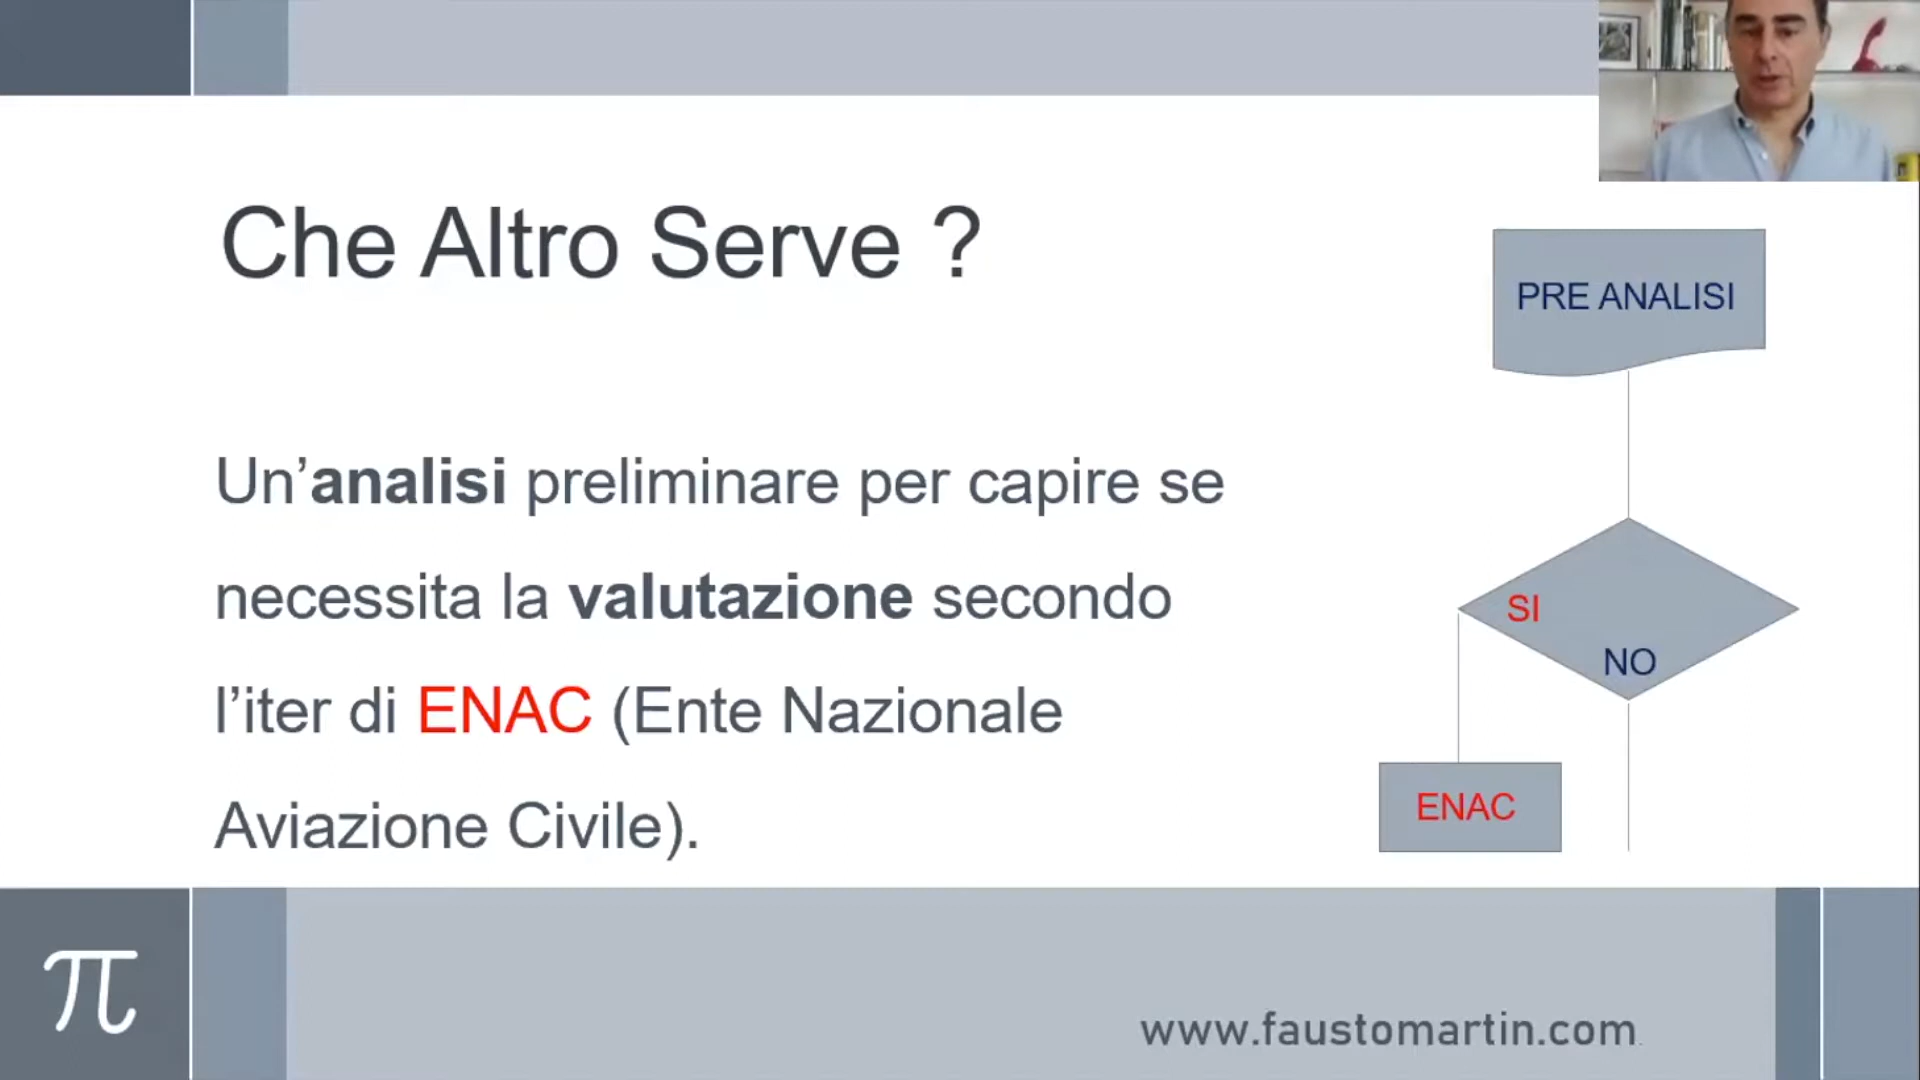 Che Altro Serve ?
Un’analisi preliminare per capire se
necessita la valutazione secondo
l’iter di ENAC (Ente Nazionale
Aviazione Civile).
PRE ANALISI
SI
NO
ENAC
π
www.faustomartin.com